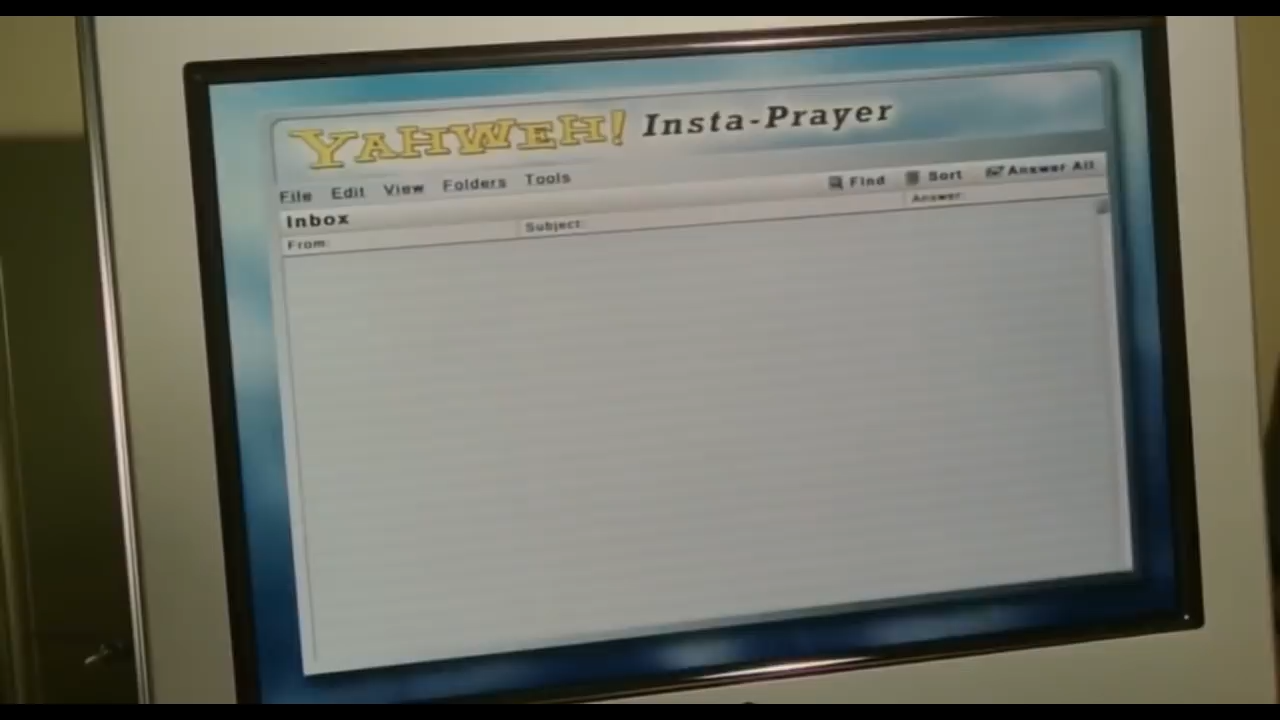 YAHWEH! Insta-Prayer
File Edit View Folders Tools Find Sort Answer All
Inbox
From: Subject: Answer: